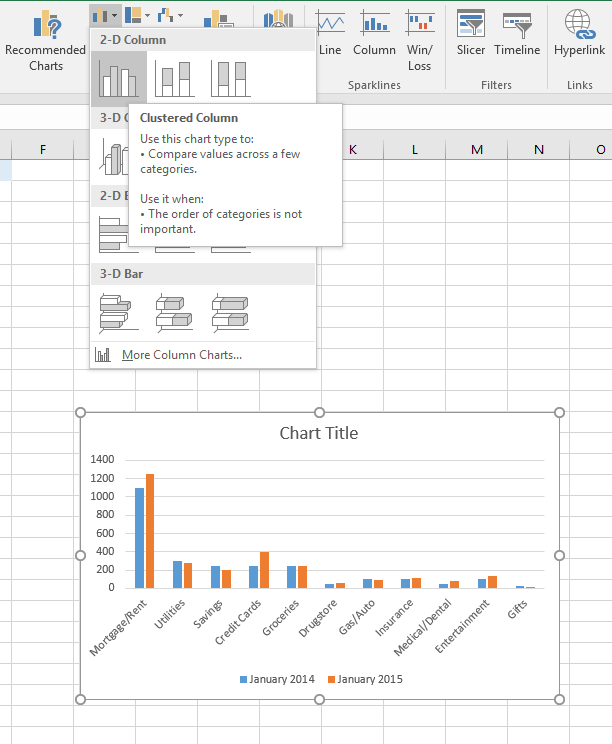 Recommended
Charts
Line
Column
Win/
Loss
Sparklines
Slicer
Timeline
Filters
Hyperlink
Links
2-D Column
Clustered Column
Use this chart type to:
• Compare values across a few
categories.
Use it when:
• The order of categories is not
important.
3-D
2-D
3-D Bar
More Column Charts...
F K L M N O
Chart Title
1400
1200
1000
800
600
400
200
0
Mortgage/Rent
Utilities
Savings
Credit Cards
Groceries
Drugstore
Gas/Auto
Insurance
Medical/Dental
Entertainment
Gifts
January 2014 January 2015